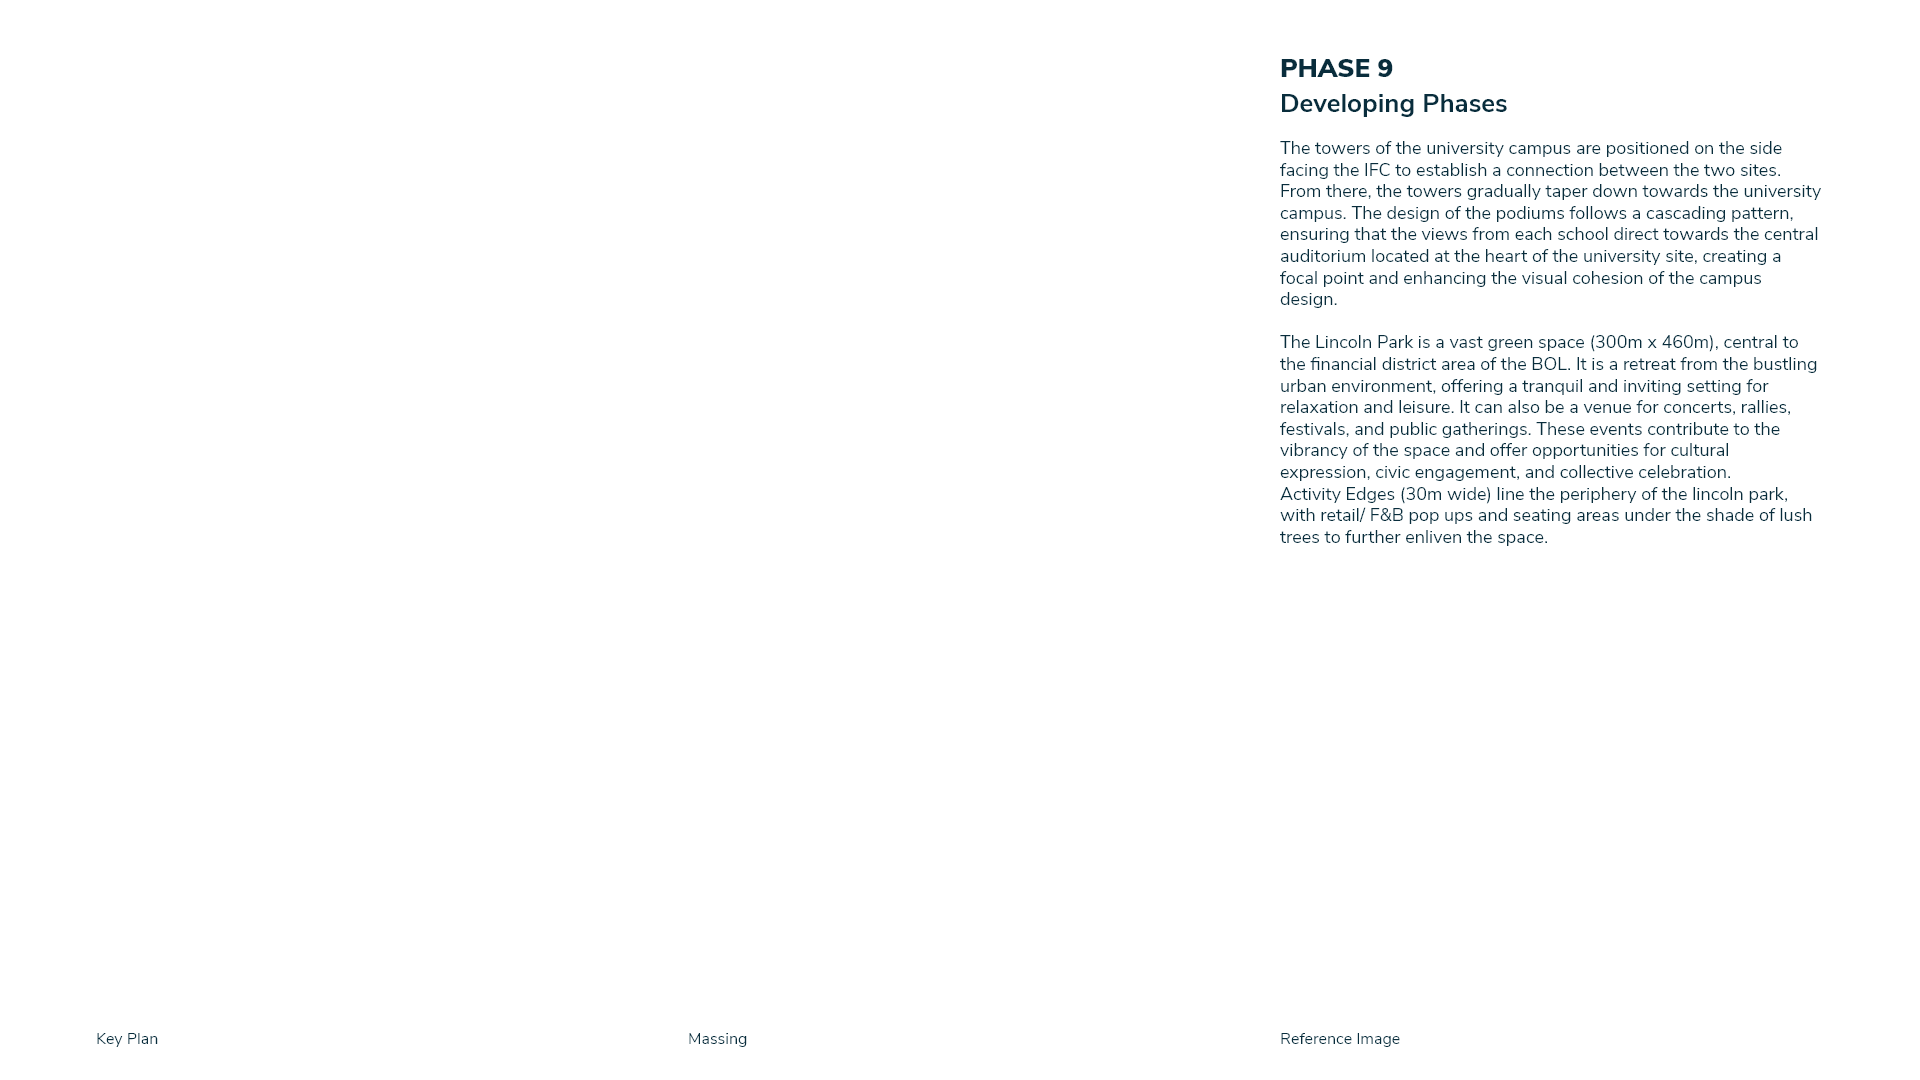 PHASE 9
Developing Phases
The towers of the university campus are positioned on the side
facing the IFC to establish a connection between the two sites.
From there, the towers gradually taper down towards the university
campus. The design of the podiums follows a cascading pattern,
ensuring that the views from each school direct towards the central
auditorium located at the heart of the university site, creating a
focal point and enhancing the visual cohesion of the campus
design.
The Lincoln Park is a vast green space (300m x 460m), central to
the financial district area of the BOL. It is a retreat from the bustling
urban environment, offering a tranquil and inviting setting for
relaxation and leisure. It can also be a venue for concerts, rallies,
festivals, and public gatherings. These events contribute to the
vibrancy of the space and offer opportunities for cultural
expression, civic engagement, and collective celebration.
Activity Edges (30m wide) line the periphery of the lincoln park,
with retail/ F&B pop ups and seating areas under the shade of lush
trees to further enliven the space.
Key Plan
Massing
Reference Image